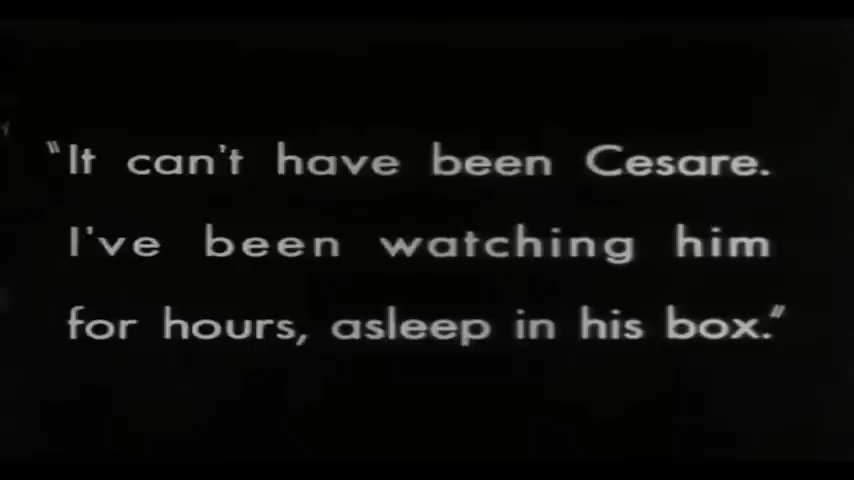 "It can't have been Cesare.
I've been watching him
for hours, asleep in his box."